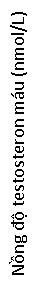 Nồng độ testosteron máu (nmol/L)